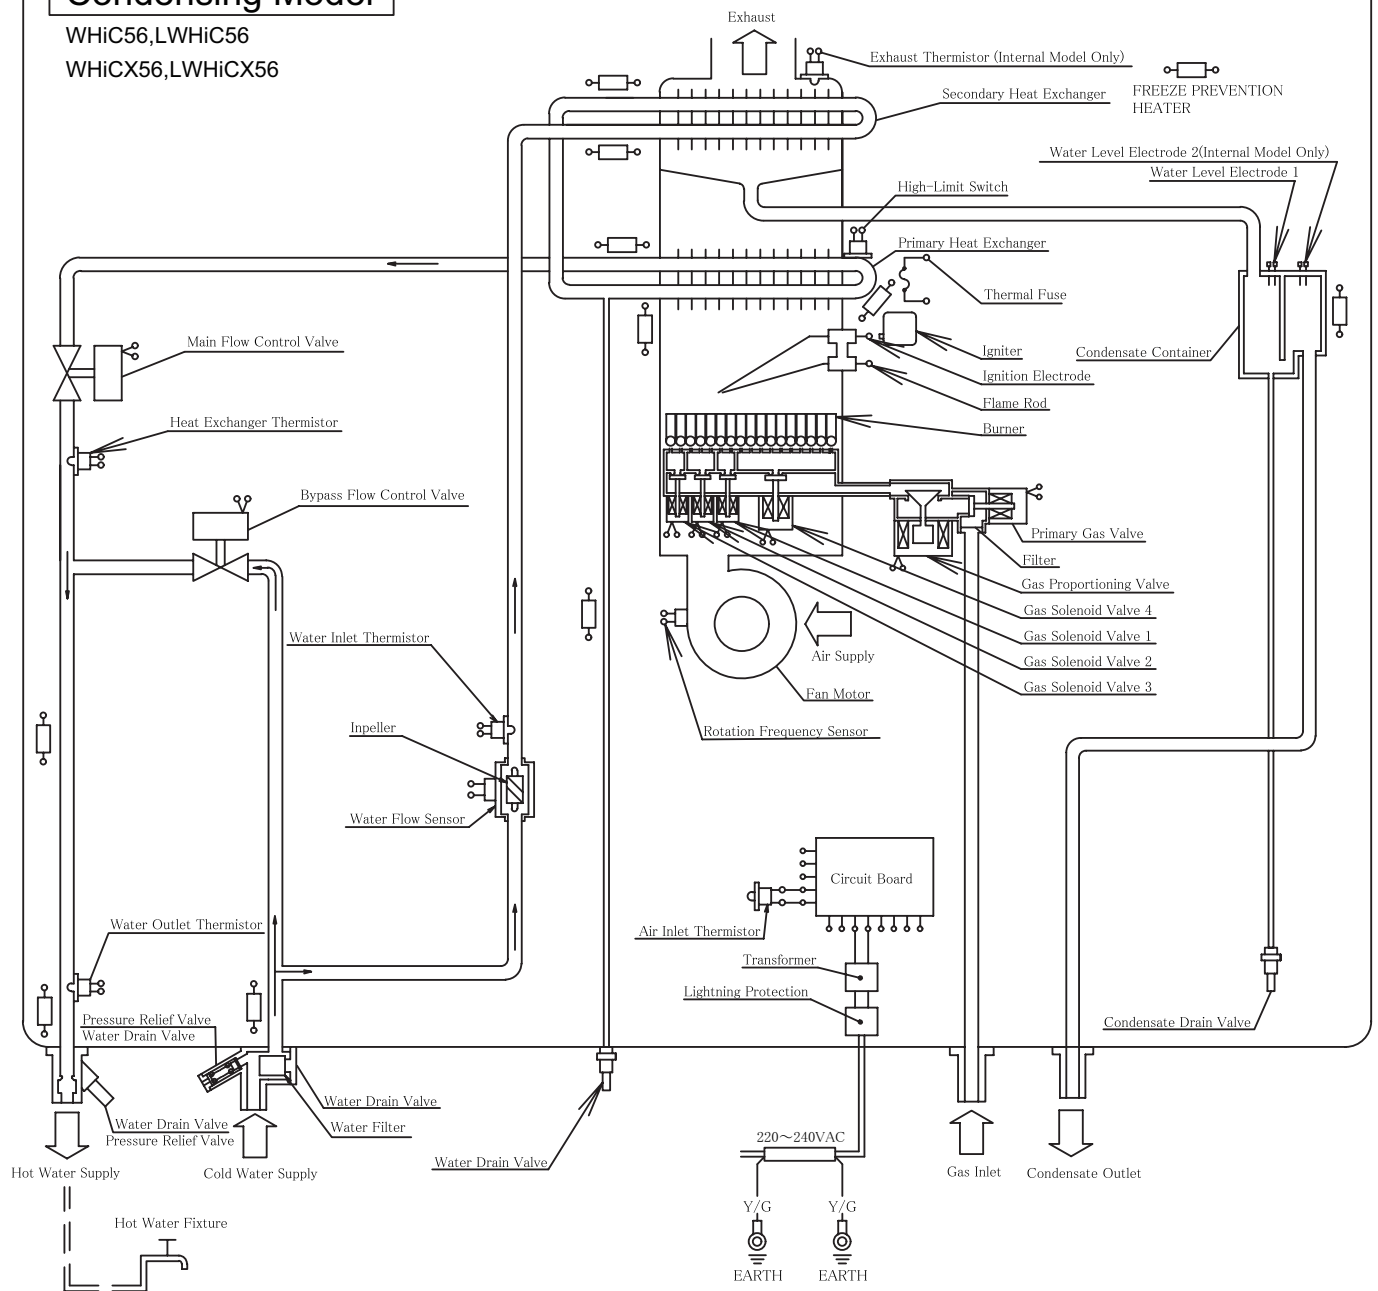 Condensing Model
WHiC56,LWHiC56
WHiCX56,LWHiCX56
Exhaust
Exhaust Thermistor (Internal Model Only)
FREEZE PREVENTION
HEATER
Secondary Heat Exchanger
Water Level Electrode 2(Internal Model Only)
Water Level Electrode 1
High-Limit Switch
Primary Heat Exchanger
Thermal Fuse
Main Flow Control Valve
Igniter
Condensate Container
Ignition Electrode
Flame Rod
Heat Exchanger Thermistor
Burner
Bypass Flow Control Valve
Primary Gas Valve
Filter
Gas Proportioning Valve
Gas Solenoid Valve 4
Water Inlet Thermistor
Gas Solenoid Valve 1
Air Supply
Gas Solenoid Valve 2
Gas Solenoid Valve 3
Fan Motor
Inpeller
Rotation Frequency Sensor
Water Flow Sensor
Circuit Board
Water Outlet Thermistor
Air Inlet Thermistor
Transformer
Lightning Protection
Pressure Relief Valve
Water Drain Valve
Condensate Drain Valve
Water Drain Valve
Water Drain Valve
Pressure Relief Valve
Water Filter
220～240VAC
Water Drain Valve
Hot Water Supply
Cold Water Supply
Gas Inlet
Condensate Outlet
Y/G
Y/G
Hot Water Fixture
EARTH
EARTH